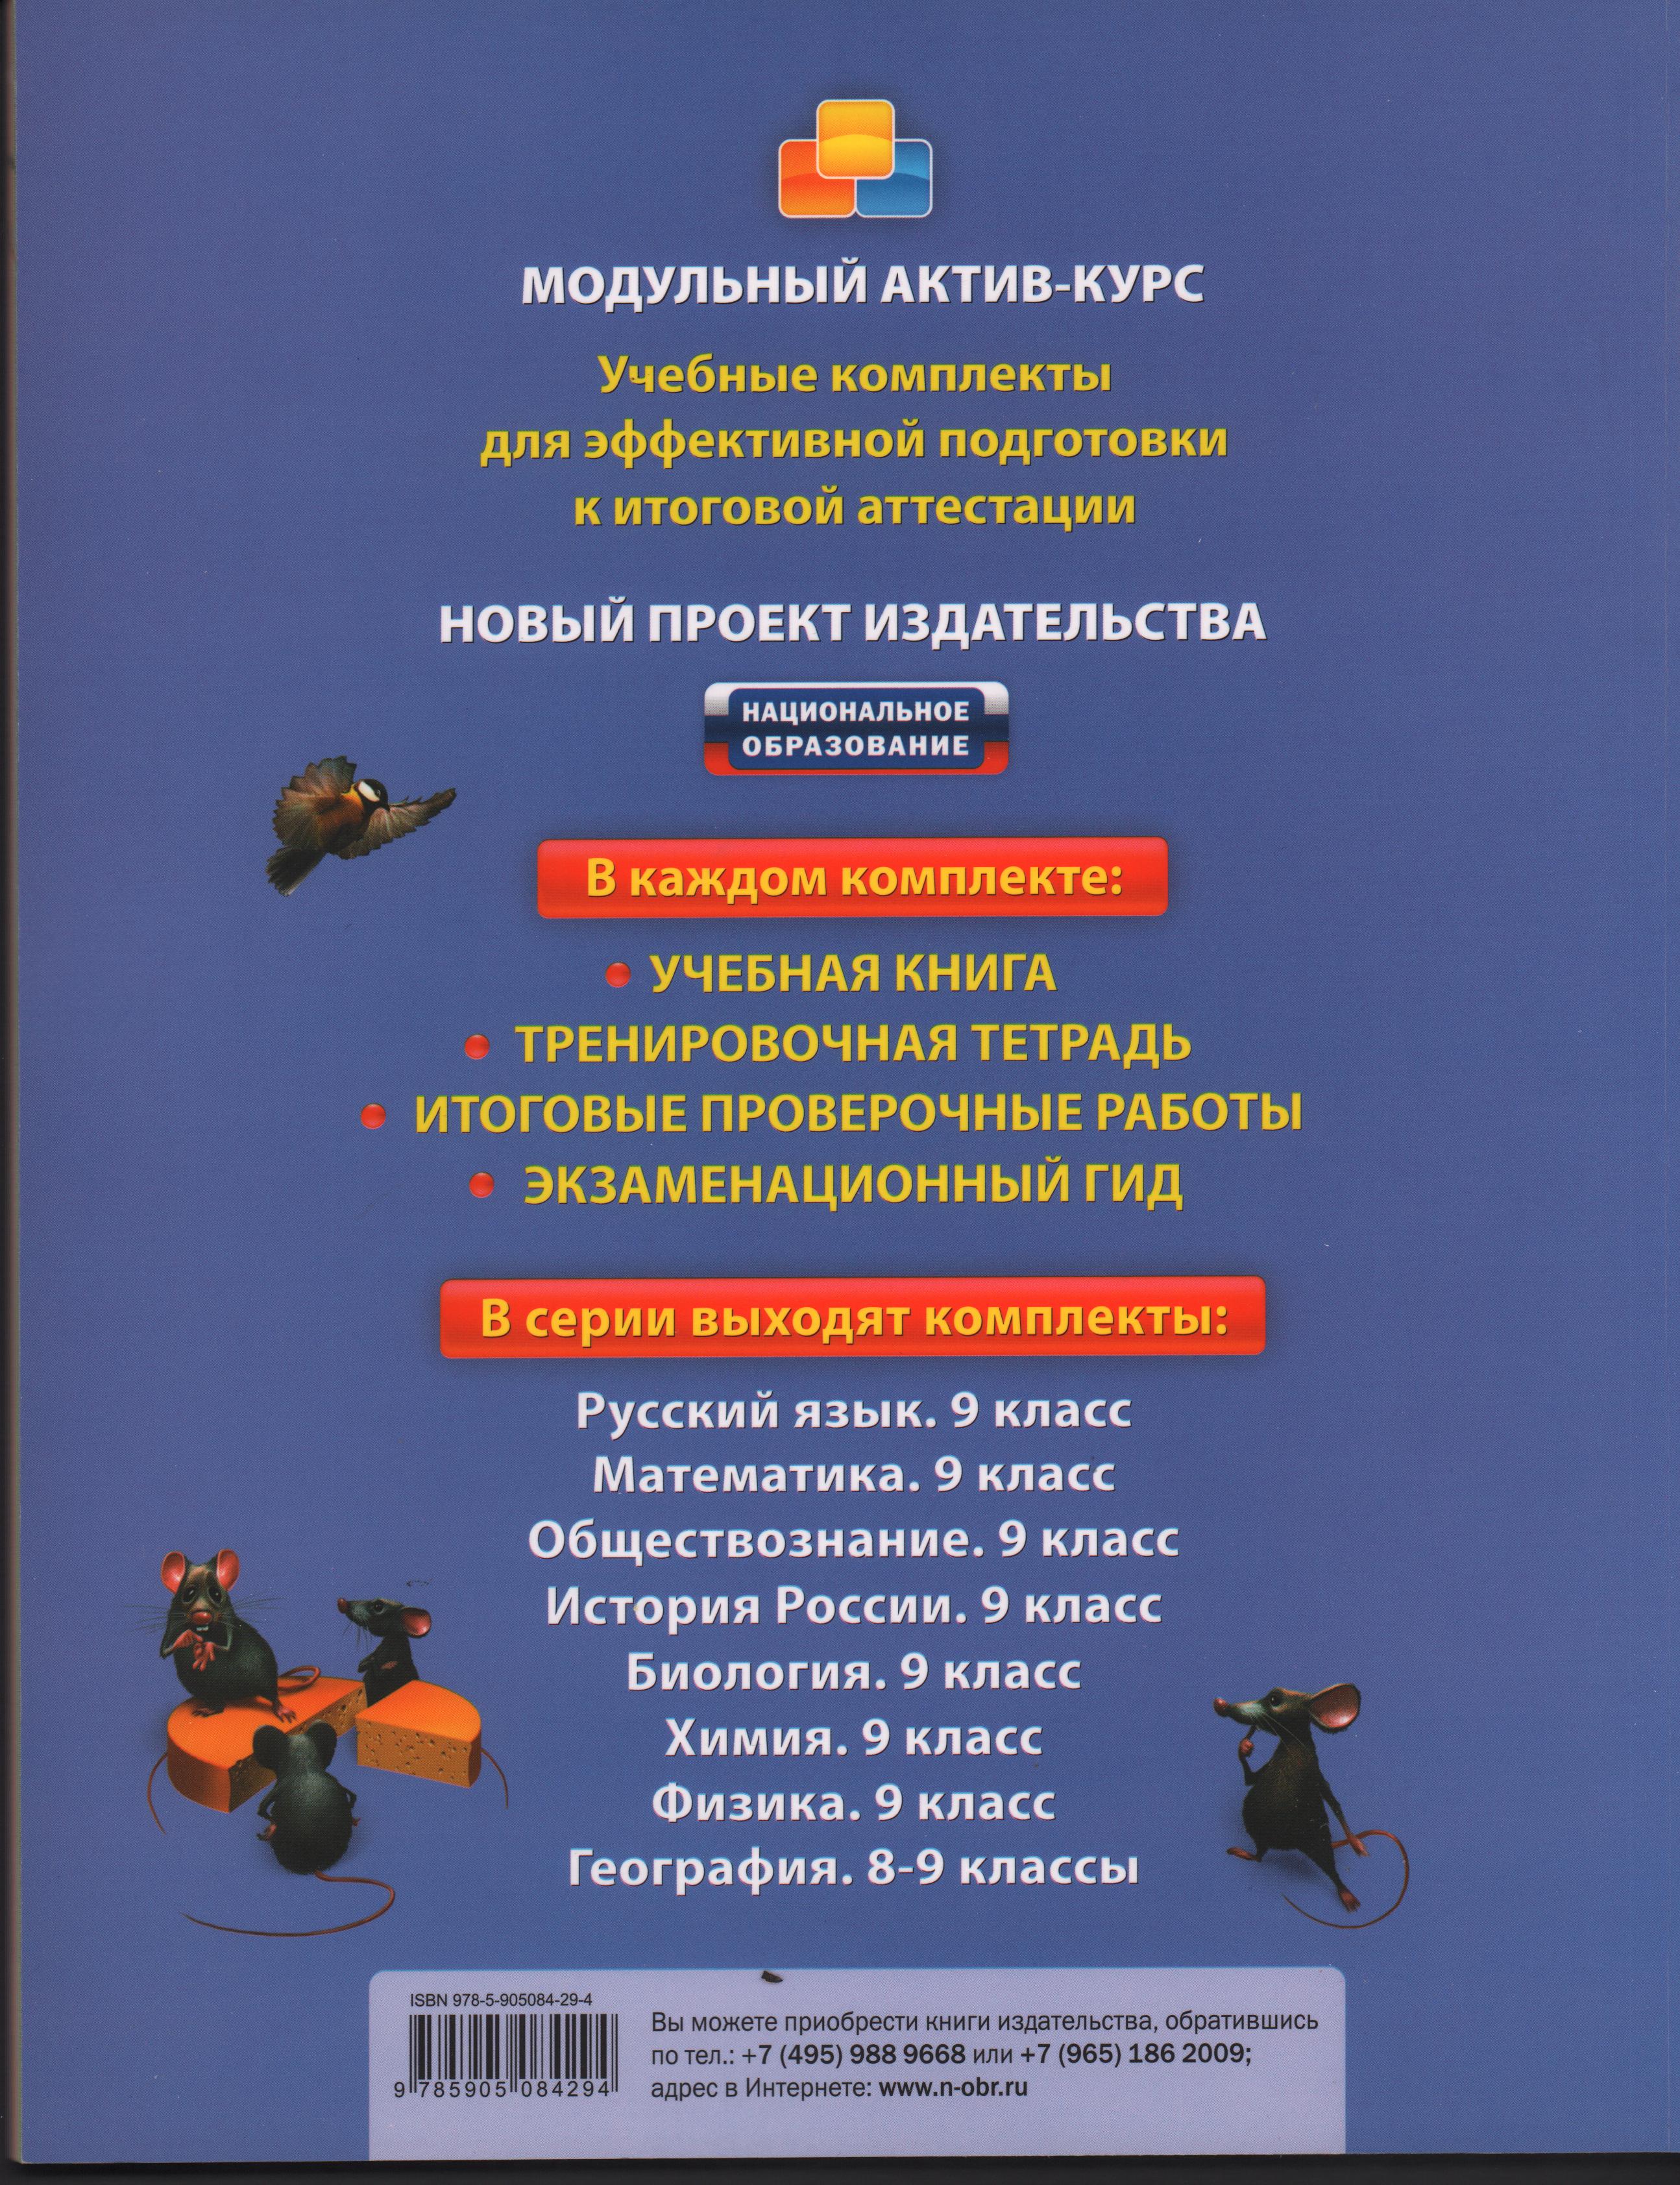 МОДУЛЬНЫЙ АКТИВ-КУРС
Учебные комплекты
для эффективной подготовки
к итоговой аттестации
НОВЫЙ ПРОЕКТ ИЗДАТЕЛЬСТВА
НАЦИОНАЛЬНОЕ
ОБРАЗОВАНИЕ
В каждом комплекте:
• УЧЕБНАЯ КНИГА
• ТРЕНИРОВОЧНАЯ ТЕТРАДЬ
• ИТОГОВЫЕ ПРОВЕРОЧНЫЕ РАБОТЫ
• ЭКЗАМЕНАЦИОННЫЙ ГИД
В серии выходят комплекты:
Русский язык. 9 класс
Математика. 9 класс
Обществознание. 9 класс
История России. 9 класс
Биология. 9 класс
Химия. 9 класс
Физика. 9 класс
География. 8-9 классы
ISBN 978-5-905084-29-4
9 785905 084294
Вы можете приобрести книги издательства, обратившись
по тел.: +7 (495) 988 9668 или +7 (965) 186 2009;
адрес в Интернете: www.n-obr.ru